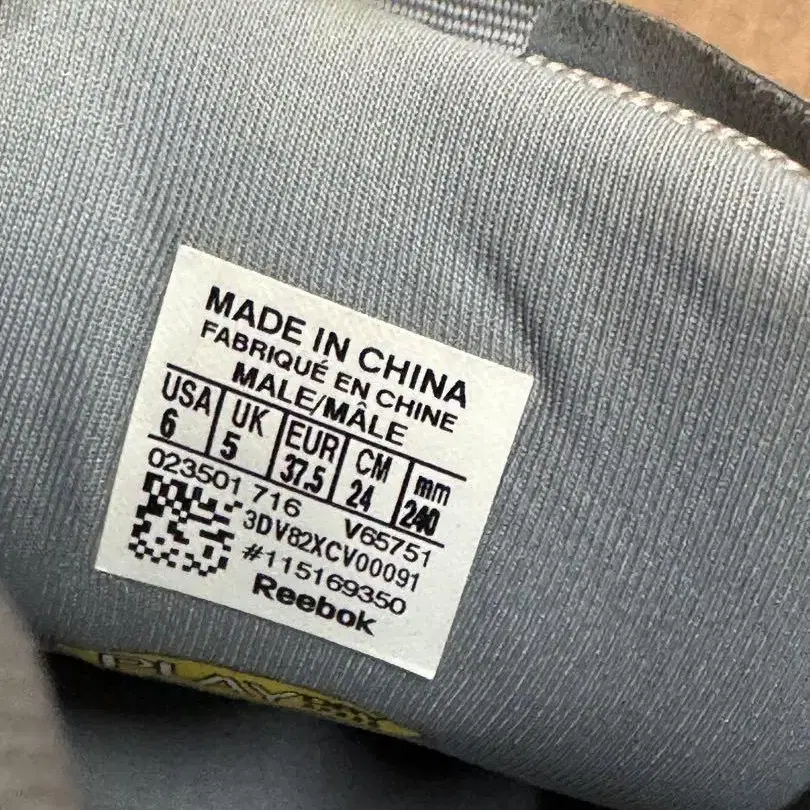 MADE IN CHINA
FABRIQUÉ EN CHINE
MALE/MÂLE
USA UK EUR CM mm
6 5 37.5 24 240
023501 716 V65751
3DV82XCV00091
#115169350
Reebok
PLAYDRY